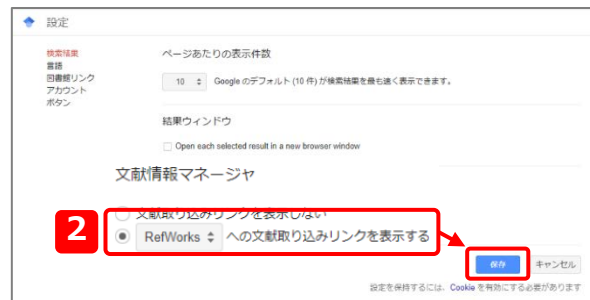 設定
検索結果
言語
図書館リンク
アカウント
ボタン
ページあたりの表示件数
10 Google のデフォルト (10 件) が検索結果を最も速く表示できます。
結果ウィンドウ
Open each selected result in a new browser window
文献情報マネージャ
文献取り込みリンクを表示しない
2
RefWorks への文献取り込みリンクを表示する
保存 キャンセル
設定を保持するには、Cookie を有効にする必要があります